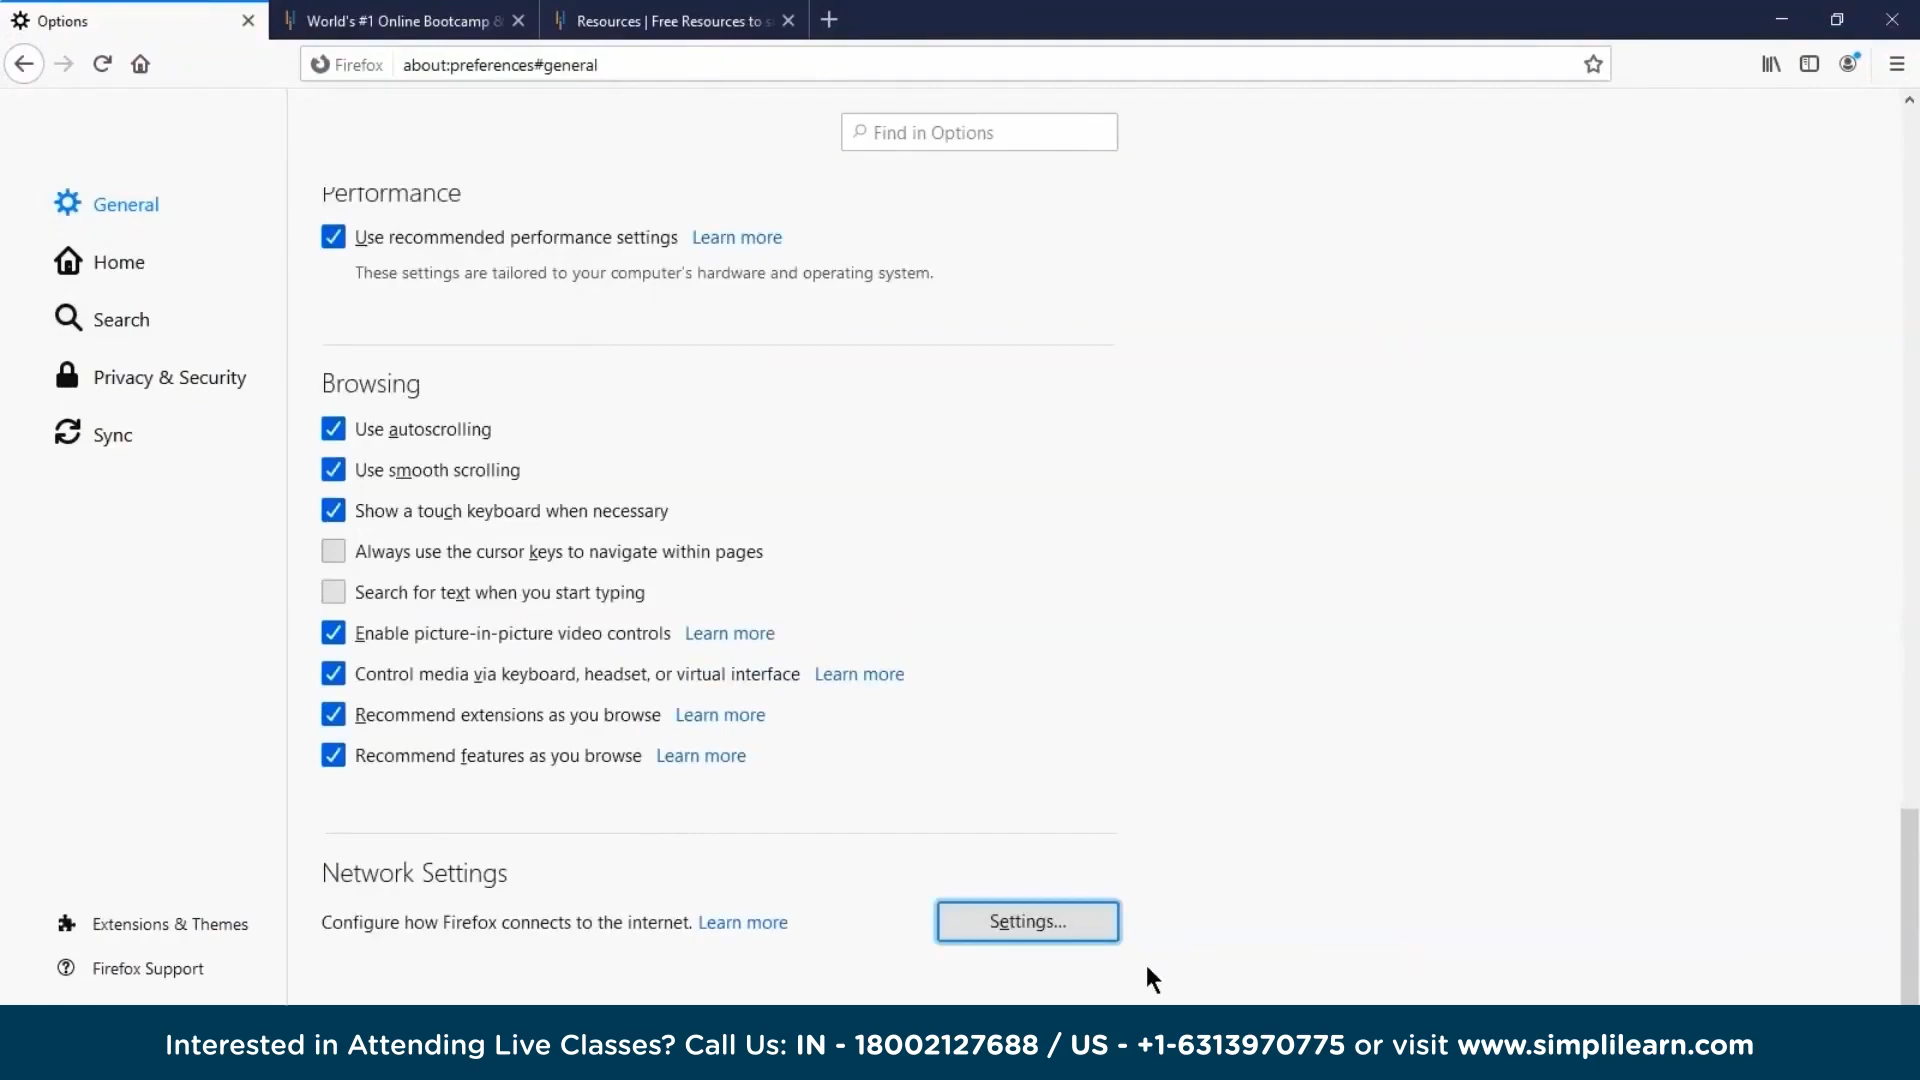 Options
World's #1 Online Bootcamp &
Resources | Free Resources to s
Firefox
about:preferences#general
Find in Options
General
Home
Search
Privacy & Security
Sync
Extensions & Themes
Firefox Support
Performance
Use recommended performance settings Learn more
These settings are tailored to your computer's hardware and operating system.
Browsing
Use autoscrolling
Use smooth scrolling
Show a touch keyboard when necessary
Always use the cursor keys to navigate within pages
Search for text when you start typing
Enable picture-in-picture video controls Learn more
Control media via keyboard, headset, or virtual interface Learn more
Recommend extensions as you browse Learn more
Recommend features as you browse Learn more
Network Settings
Configure how Firefox connects to the internet. Learn more
Settings...
Interested in Attending Live Classes? Call Us: IN - 18002127688 / US - +1-6313970775 or visit www.simplilearn.com